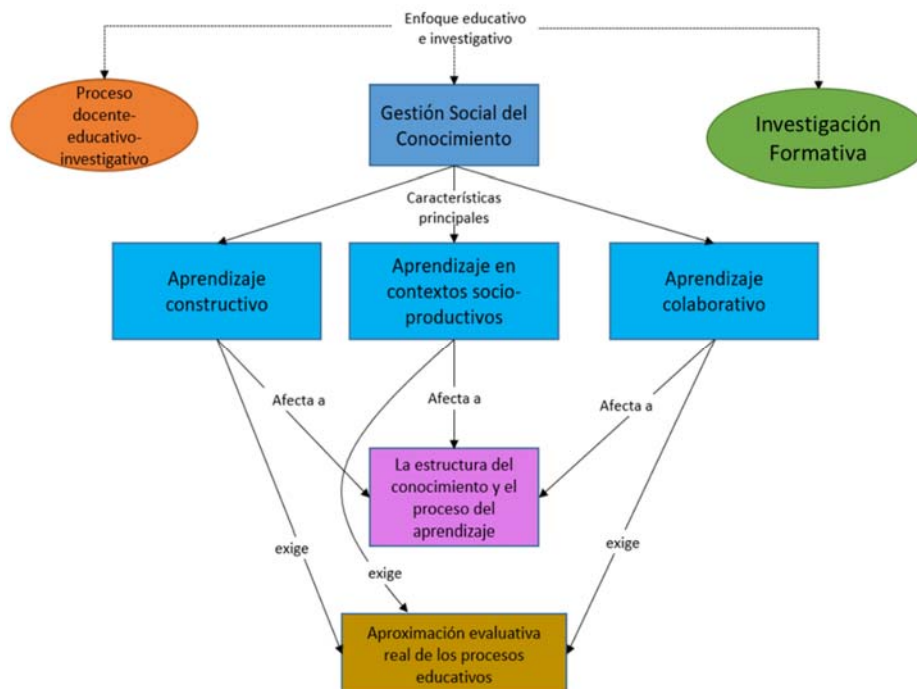 Enfoque educativo
e investigativo
Proceso
docente-
educativo-
investigativo
Gestión Social del
Conocimiento
Investigación
Formativa
Características
principales
Aprendizaje
constructivo
Aprendizaje en
contextos socio-
productivos
Aprendizaje
colaborativo
Afecta a
Afecta a
Afecta a
La estructura del
conocimiento y el
proceso del
aprendizaje
exige
exige
exige
Aproximación evaluativa
real de los procesos
educativos